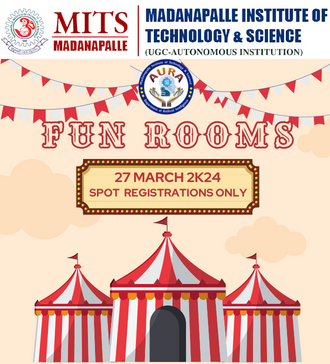 MITS
MADANAPALLE
MADANAPALLE INSTITUTE OF
TECHNOLOGY & SCIENCE
(UGC-AUTONOMOUS INSTITUTION)
AURA
FUN ROOMS
27 MARCH 2K24
SPOT REGISTRATIONS ONLY